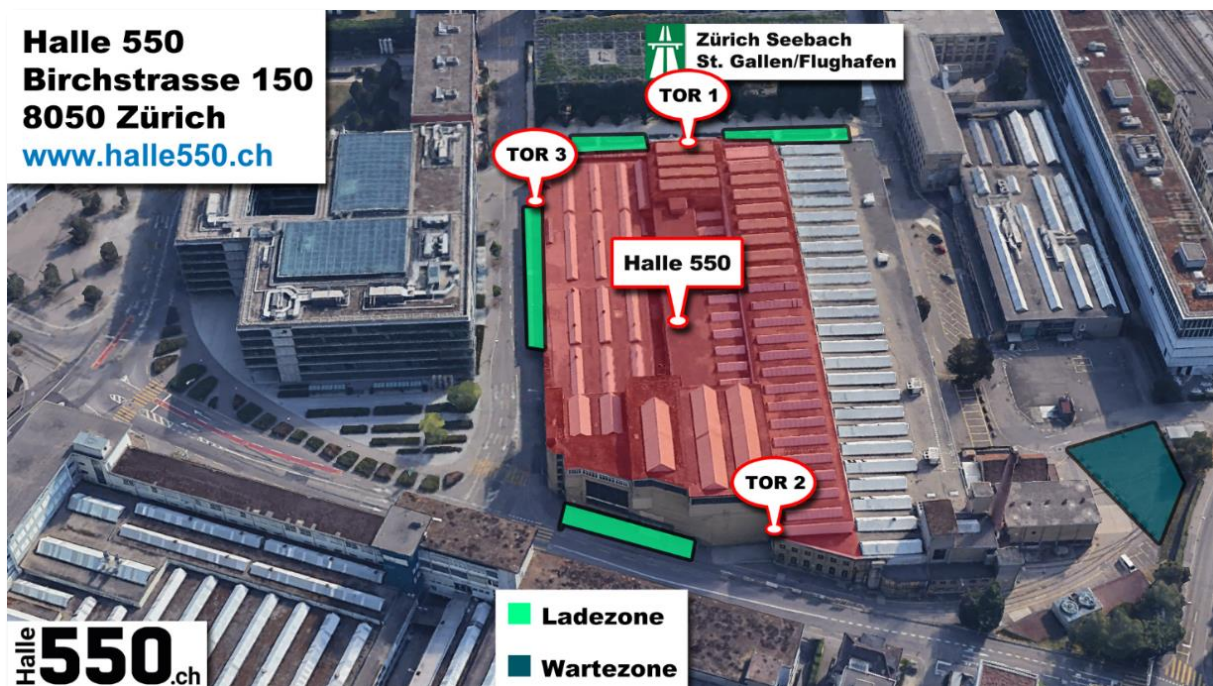 Halle 550
Birchstrasse 150
8050 Zürich
www.halle550.ch
Zürich Seebach
St. Gallen/Flughafen
TOR 1
TOR 3
Halle 550
TOR 2
Ladezone
Wartezone
Halle
550.ch